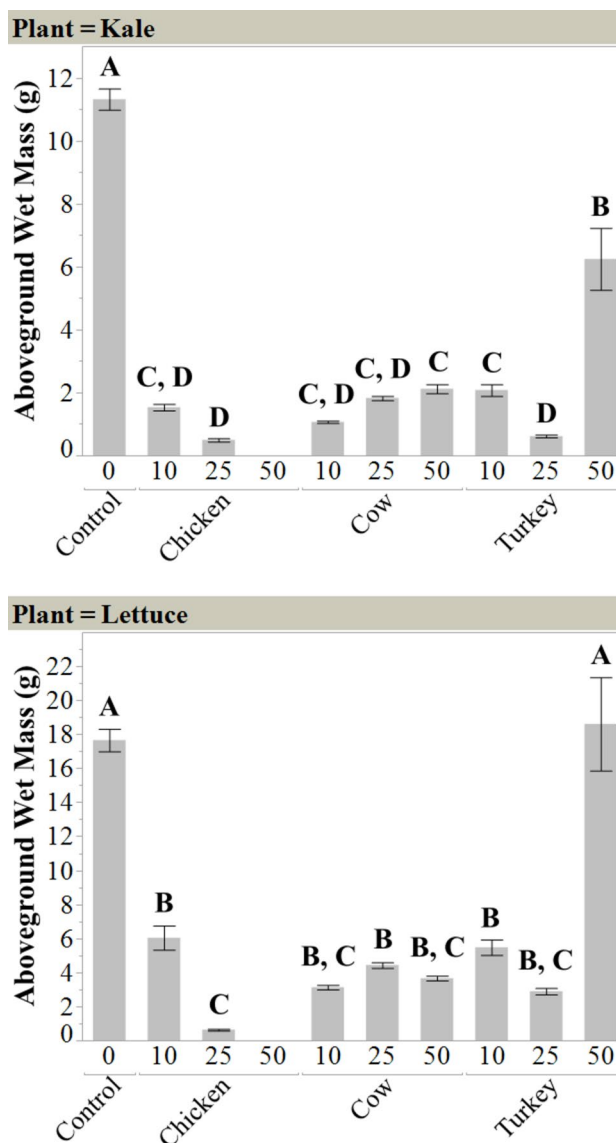 Plant = Kale
Aboveground Wet Mass (g)
12
10
8
6
4
2
0
A
C, D
D
C, D
C, D
C
C
D
B
0 10 25 50 10 25 50 10 25 50
Control Chicken Cow Turkey
Plant = Lettuce
Aboveground Wet Mass (g)
22
20
18
16
14
12
10
8
6
4
2
0
A
B
C
B, C
B
B, C
B
B, C
A
0 10 25 50 10 25 50 10 25 50
Control Chicken Cow Turkey